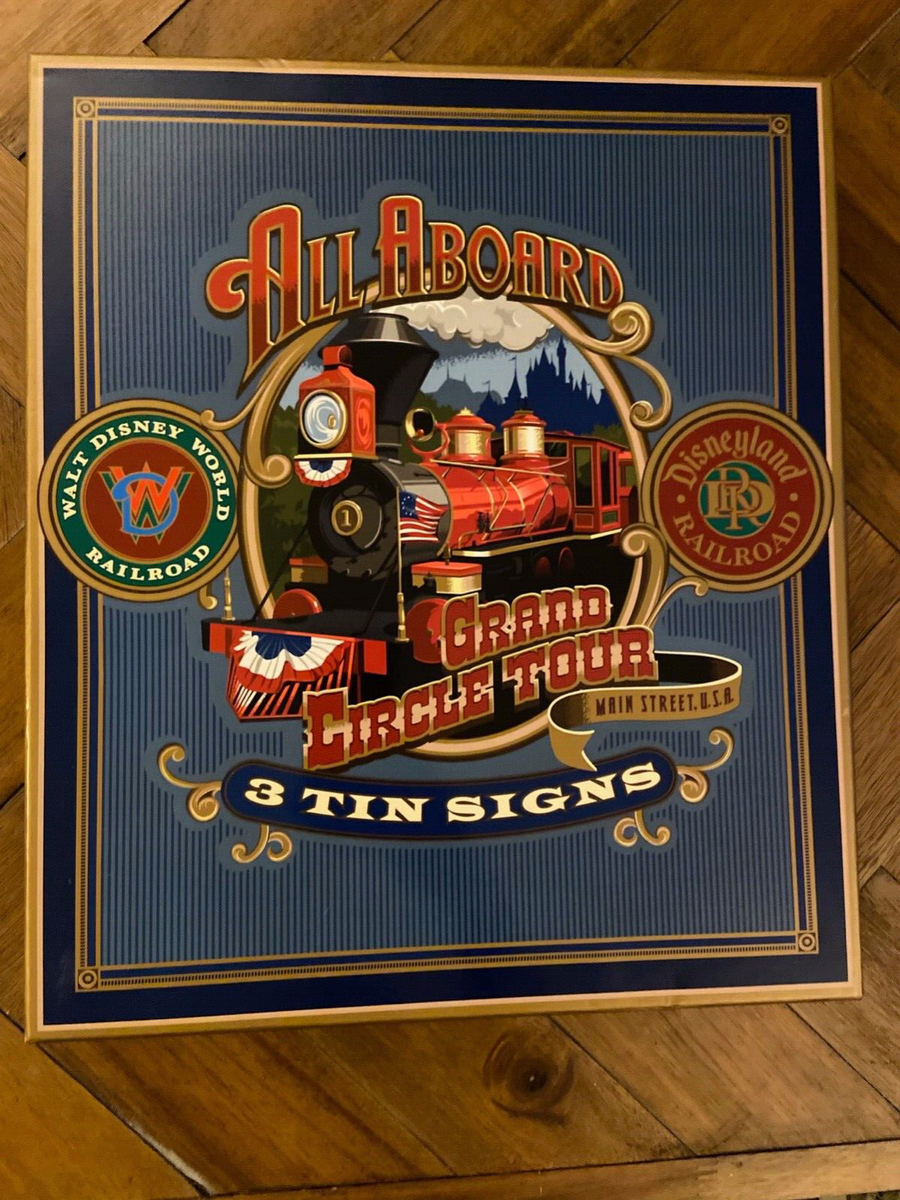 ALL ABOARD
WALT DISNEY WORLD
RAILROAD
WDW
1
Disneyland
RAILROAD
DRR
GRAND
CIRCLE TOUR
MAIN STREET, U.S.A.
3 TIN SIGNS